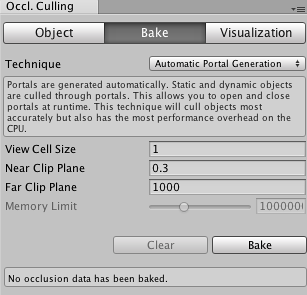 Occl. Culling
Object
Bake
Visualization
Technique
Automatic Portal Generation
Portals are generated automatically. Static and dynamic objects
are culled through portals. This allows you to open and close
portals at runtime. This technique will cull objects most
accurately but also has the most performance overhead on the
CPU.
View Cell Size
1
Near Clip Plane
0.3
Far Clip Plane
1000
Memory Limit
Clear
Bake
No occlusion data has been baked.